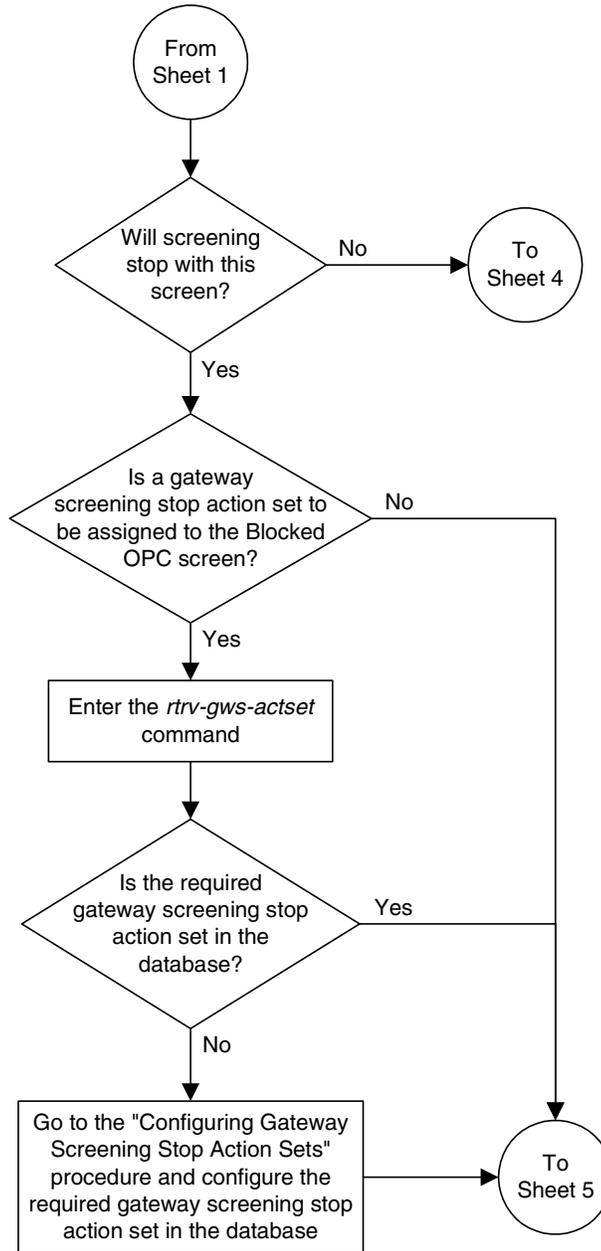 From
Sheet 1
Will screening
stop with this
screen?
No
To
Sheet 4
Yes
Is a gateway
screening stop action set to
be assigned to the Blocked
OPC screen?
No
Yes
Enter the rtrv-gws-actset
command
Is the required
gateway screening stop
action set in the
database?
Yes
No
Go to the "Configuring Gateway
Screening Stop Action Sets"
procedure and configure the
required gateway screening stop
action set in the database
To
Sheet 5